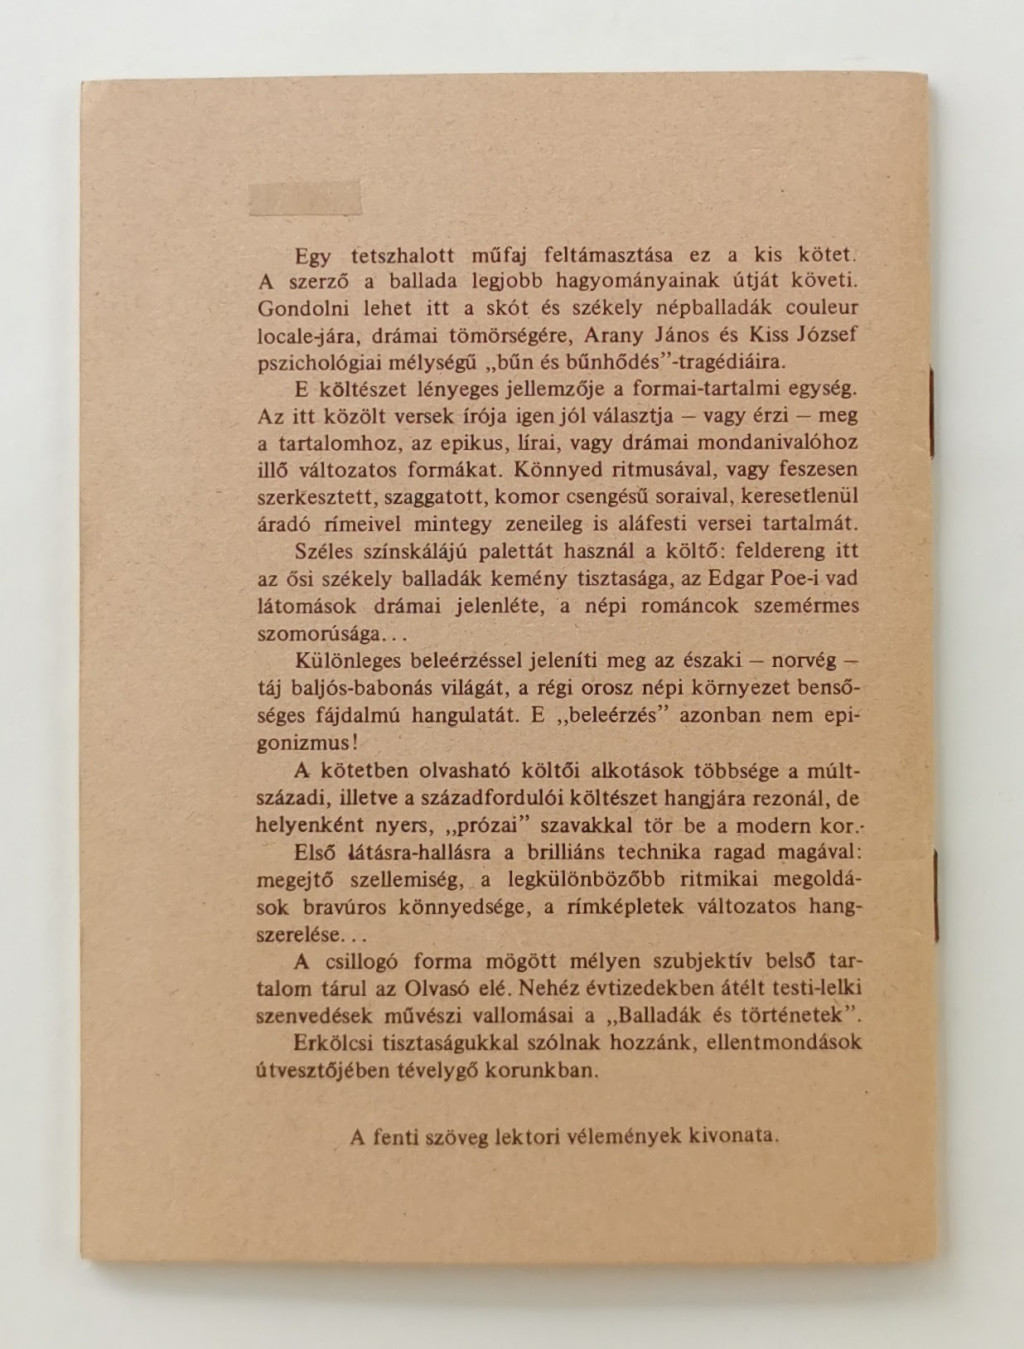 Egy tetszhalott műfaj feltámasztása ez a kis kötet.
A szerző a ballada legjobb hagyományainak útját követi.
Gondolni lehet itt a skót és székely népballadák couleur
locale-jára, drámai tömörségére, Arany János és Kiss József
pszichológiai mélységű „bűn és bűnhődés”-tragédiáira.
E költészet lényeges jellemzője a formai-tartalmi egység.
Az itt közölt versek írója igen jól választja — vagy érzi — meg
a tartalomhoz, az epikus, lírai, vagy drámai mondanivalóhoz
illő változatos formákat. Könnyed ritmusával, vagy feszesen
szerkesztett, szaggatott, komor csengésű soraival, keresetlenül
áradó rímeivel mintegy zeneileg is aláfesti versei tartalmát.
Széles színskálájú palettát használ a költő: feldereng itt
az ősi székely balladák kemény tisztasága, az Edgar Poe-i vad
látomások drámai jelenléte, a népi románcok szemérmes
szomorúsága...
Különleges beleérzéssel jeleníti meg az északi — norvég —
táj baljós-babonás világát, a régi orosz népi környezet benső-
séges fájdalmú hangulatát. E „beleérzés” azonban nem epi-
gonizmus!
A kötetben olvasható költői alkotások többsége a múlt-
századi, illetve a századfordulói költészet hangjára rezonál, de
helyenként nyers, „prózai” szavakkal tör be a modern kor.
Első látásra-hallásra a brilliáns technika ragad magával:
megejtő szellemiség, a legkülönbözőbb ritmikai megoldá-
sok bravúros könnyedsége, a rímképletek változatos hang-
szerelése...
A csillogó forma mögött mélyen szubjektív belső tar-
talom tárul az Olvasó elé. Nehéz évtizedekben átélt testi-lelki
szenvedések művészi vallomásai a „Balladák és történetek”.
Erkölcsi tisztaságukkal szólnak hozzánk, ellentmondások
útvesztőjében tévelygő korunkban.
A fenti szöveg lektori vélemények kivonata.